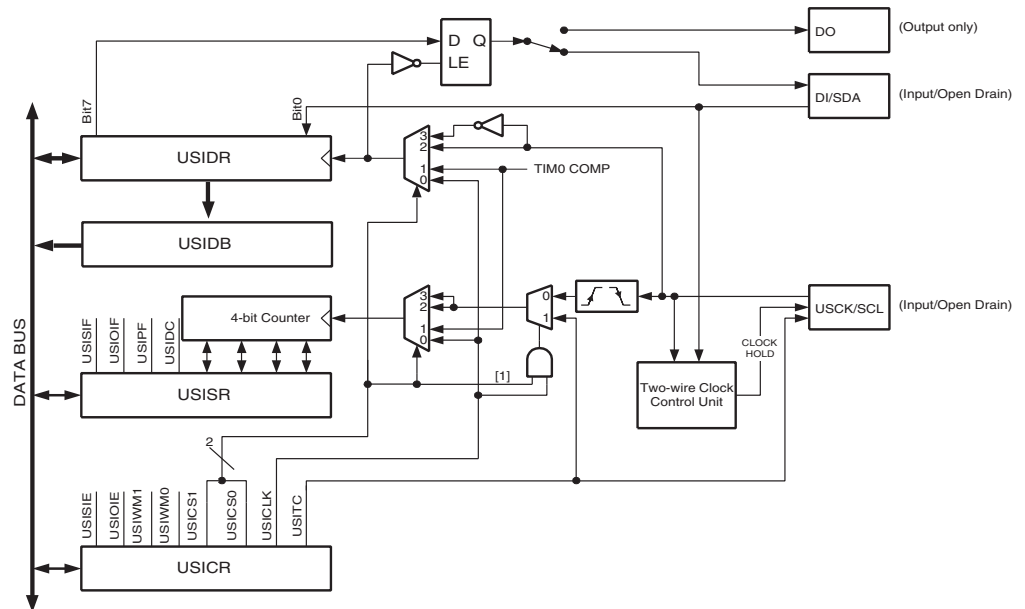 D Q
LE
DO
(Output only)
DI/SDA
(Input/Open Drain)
Bit7
Bit0
USIDR
3
2
1
0
TIM0 COMP
USIDB
DATA BUS
4-bit Counter
3
2
1
0
0
1
USCK/SCL
(Input/Open Drain)
CLOCK
HOLD
USISIF
USIOIF
USIPF
USIDC
USISR
[1]
Two-wire Clock
Control Unit
2
USISIE
USIOIE
USIWM1
USIWM0
USICS1
USICS0
USICLK
USITC
USICR